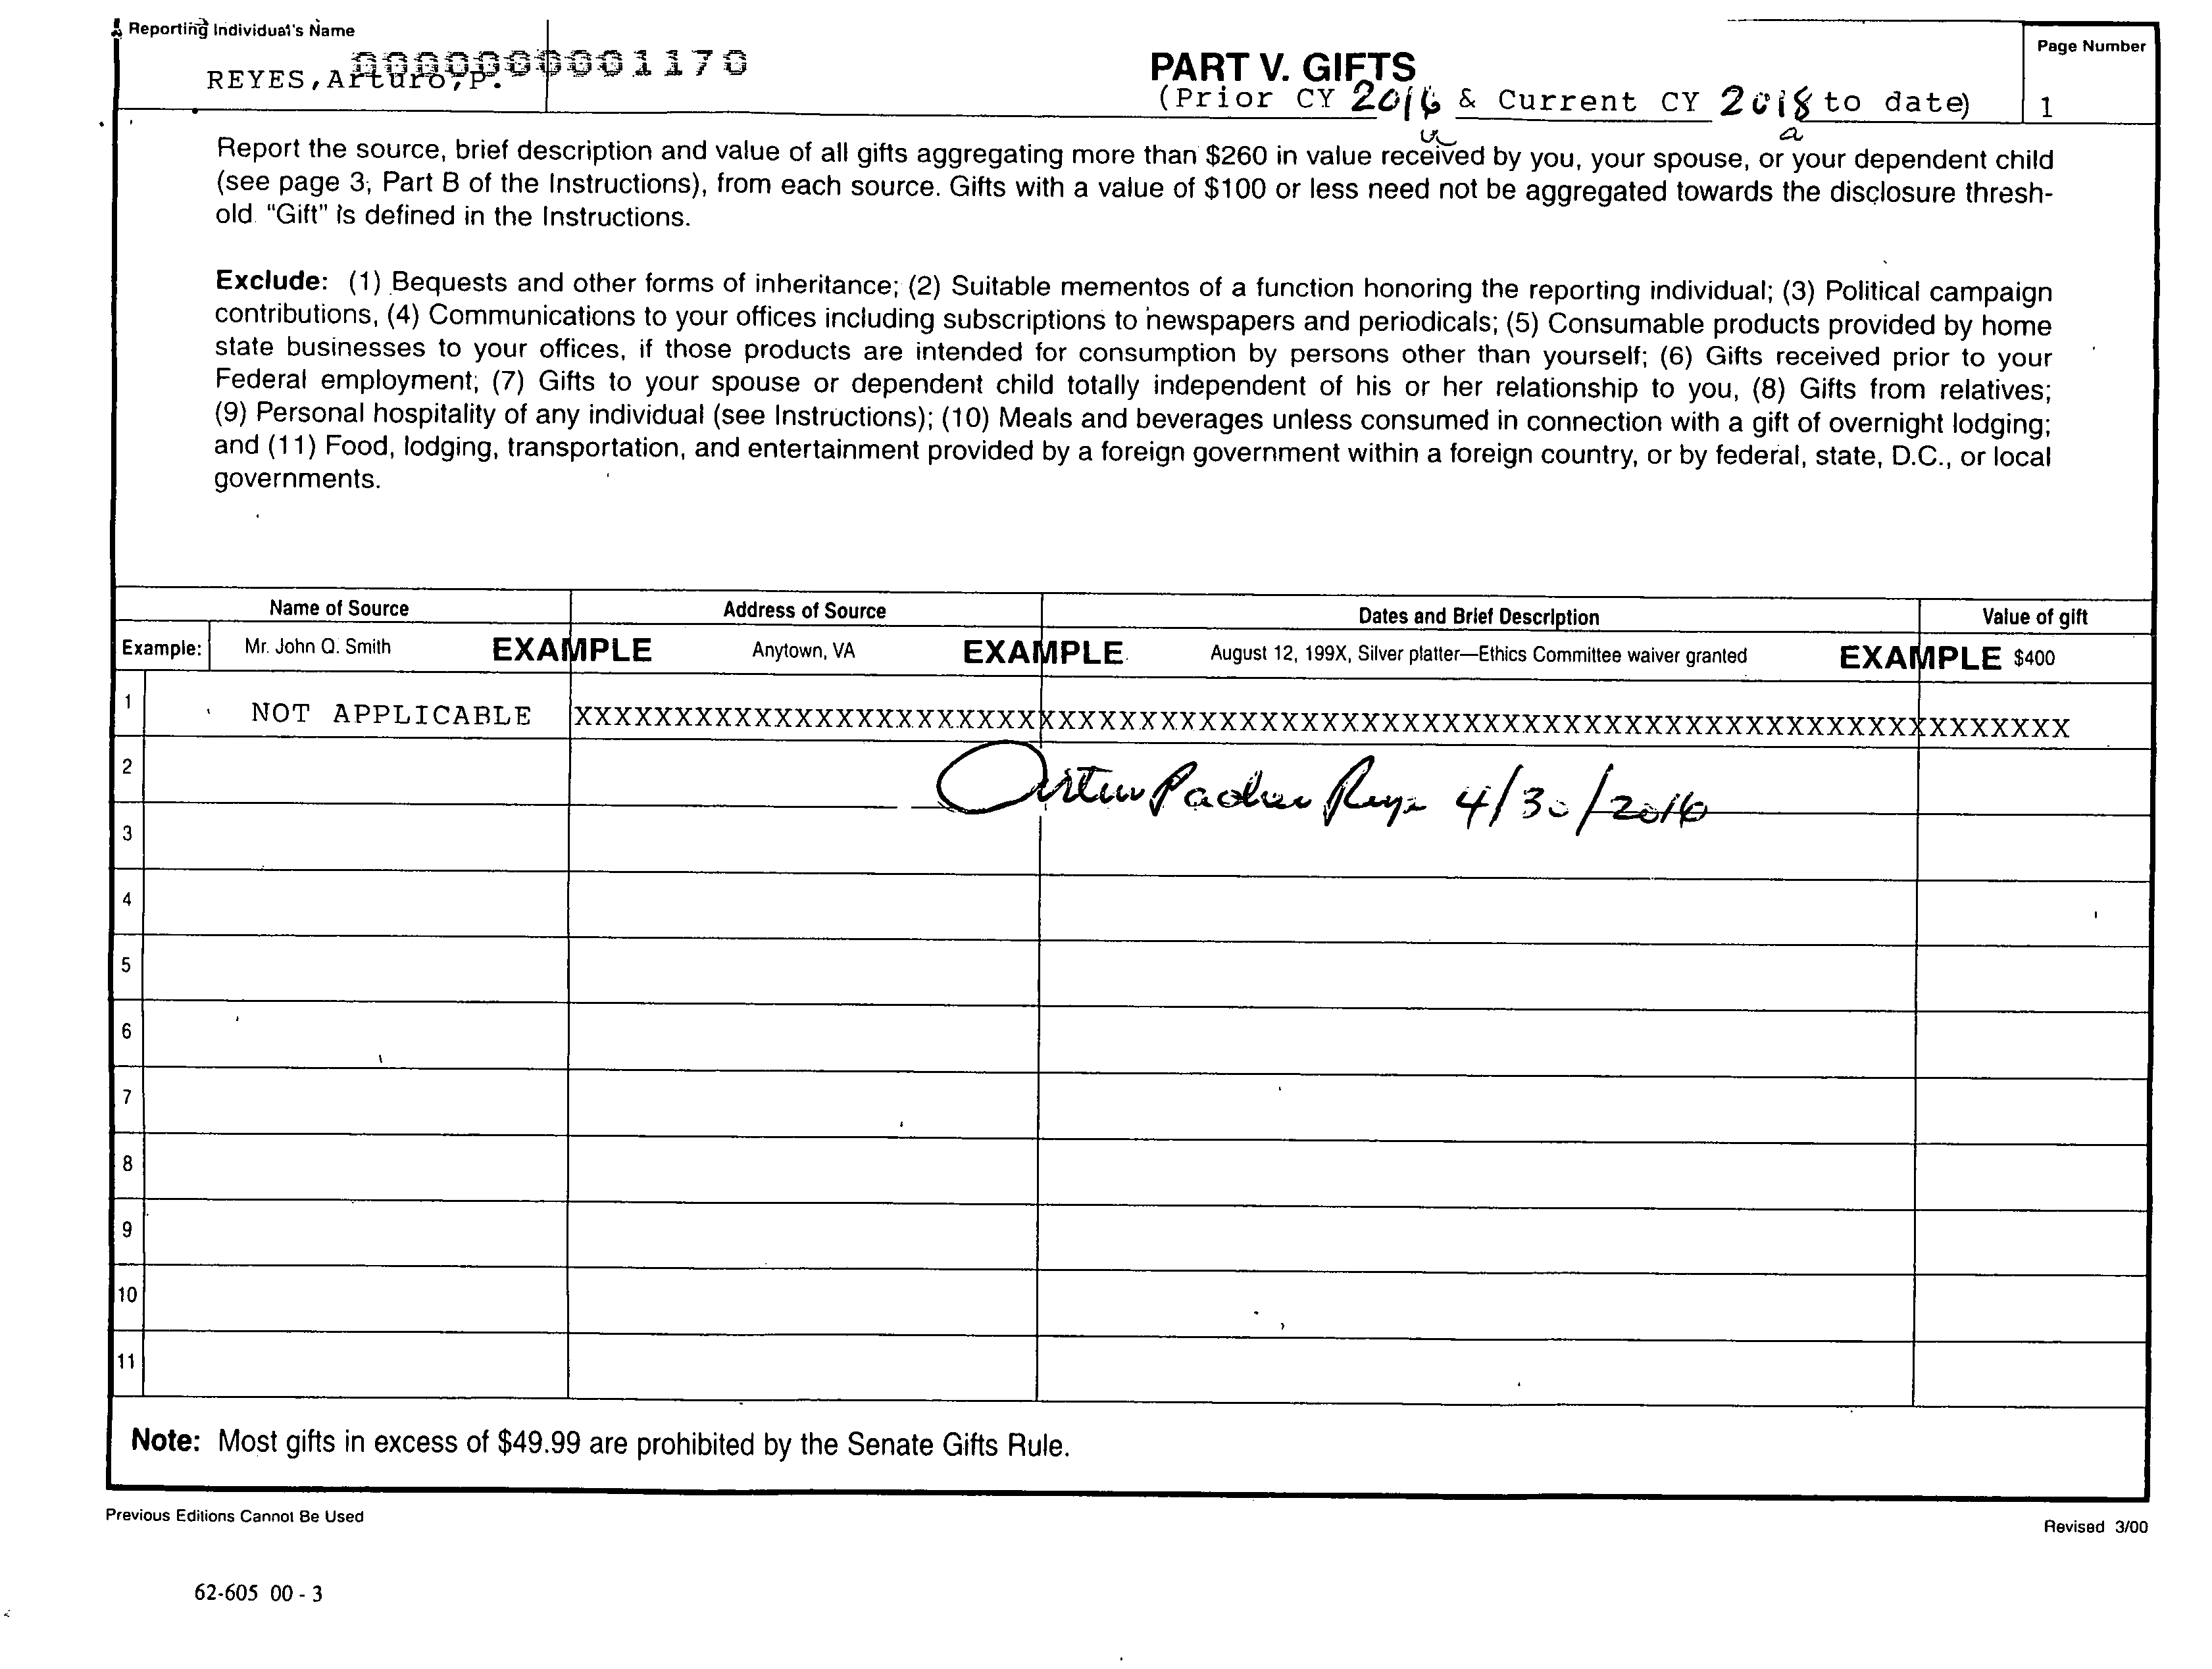 Reporting Individual's Name
REYES, Arturo, P.
0000000001170
PART V. GIFTS
(Prior CY 2016 & Current CY 2018 to date)
Page Number
1
Report the source, brief description and value of all gifts aggregating more than $260 in value received by you, your spouse, or your dependent child
(see page 3, Part B of the Instructions), from each source. Gifts with a value of $100 or less need not be aggregated towards the disclosure thresh-
old "Gift" is defined in the Instructions.
Exclude: (1) Bequests and other forms of inheritance; (2) Suitable mementos of a function honoring the reporting individual; (3) Political campaign
contributions, (4) Communications to your offices including subscriptions to newspapers and periodicals; (5) Consumable products provided by home
state businesses to your offices, if those products are intended for consumption by persons other than yourself; (6) Gifts received prior to your
Federal employment; (7) Gifts to your spouse or dependent child totally independent of his or her relationship to you, (8) Gifts from relatives;
(9) Personal hospitality of any individual (see Instructions); (10) Meals and beverages unless consumed in connection with a gift of overnight lodging;
and (11) Food, lodging, transportation, and entertainment provided by a foreign government within a foreign country, or by federal, state, D.C., or local
governments.
Name of Source Address of Source Dates and Brief Description Value of gift
Example: Mr. John Q. Smith EXAMPLE Anytown, VA EXAMPLE August 12, 199X, Silver platter—Ethics Committee waiver granted EXAMPLE $400
1 NOT APPLICABLE XXXXXXXXXXXXXXXXXXXXXXXXXXXXXXXXXXXXXXXXXXXXXXXXXXXXXXXXXXXXXXXXXXXXXXXXXXX
2 4/30/2016
3
4
5
6
7
8
9
10
11
Note: Most gifts in excess of $49.99 are prohibited by the Senate Gifts Rule.
Previous Editions Cannot Be Used
Revised 3/00
62-605 00 - 3